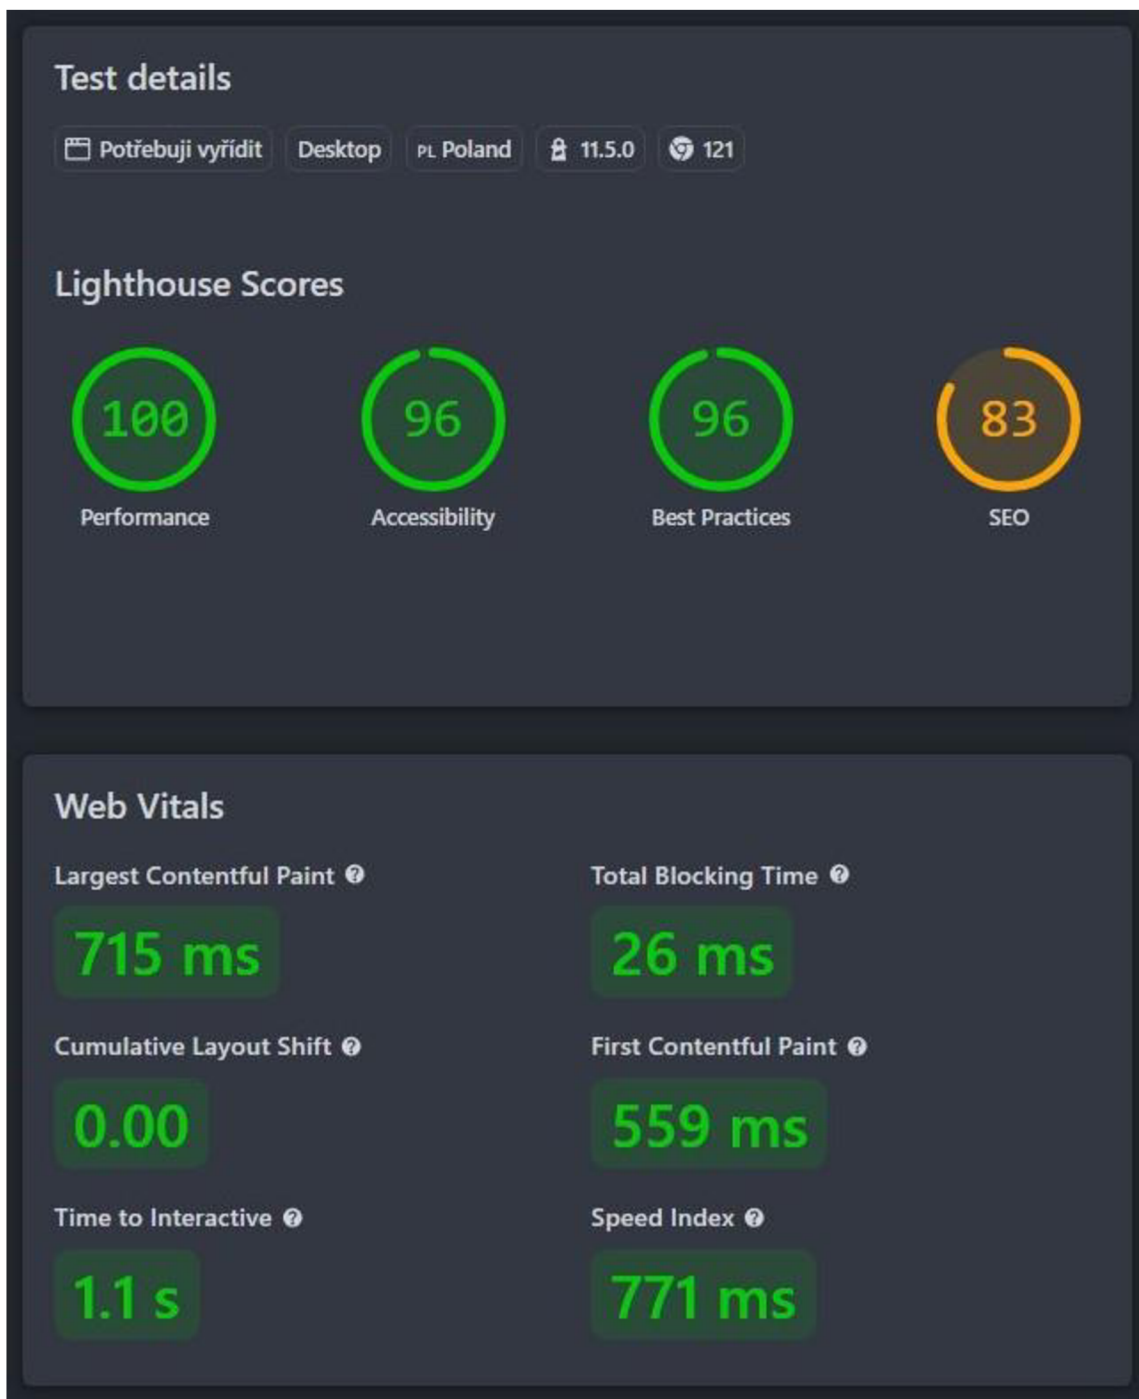 Test details
Potřebuji vyřídit Desktop PL Poland 11.5.0 121
Lighthouse Scores
100 96 96 83
Performance Accessibility Best Practices SEO
Web Vitals
Largest Contentful Paint Total Blocking Time
715 ms 26 ms
Cumulative Layout Shift First Contentful Paint
0.00 559 ms
Time to Interactive Speed Index
1.1 s 771 ms